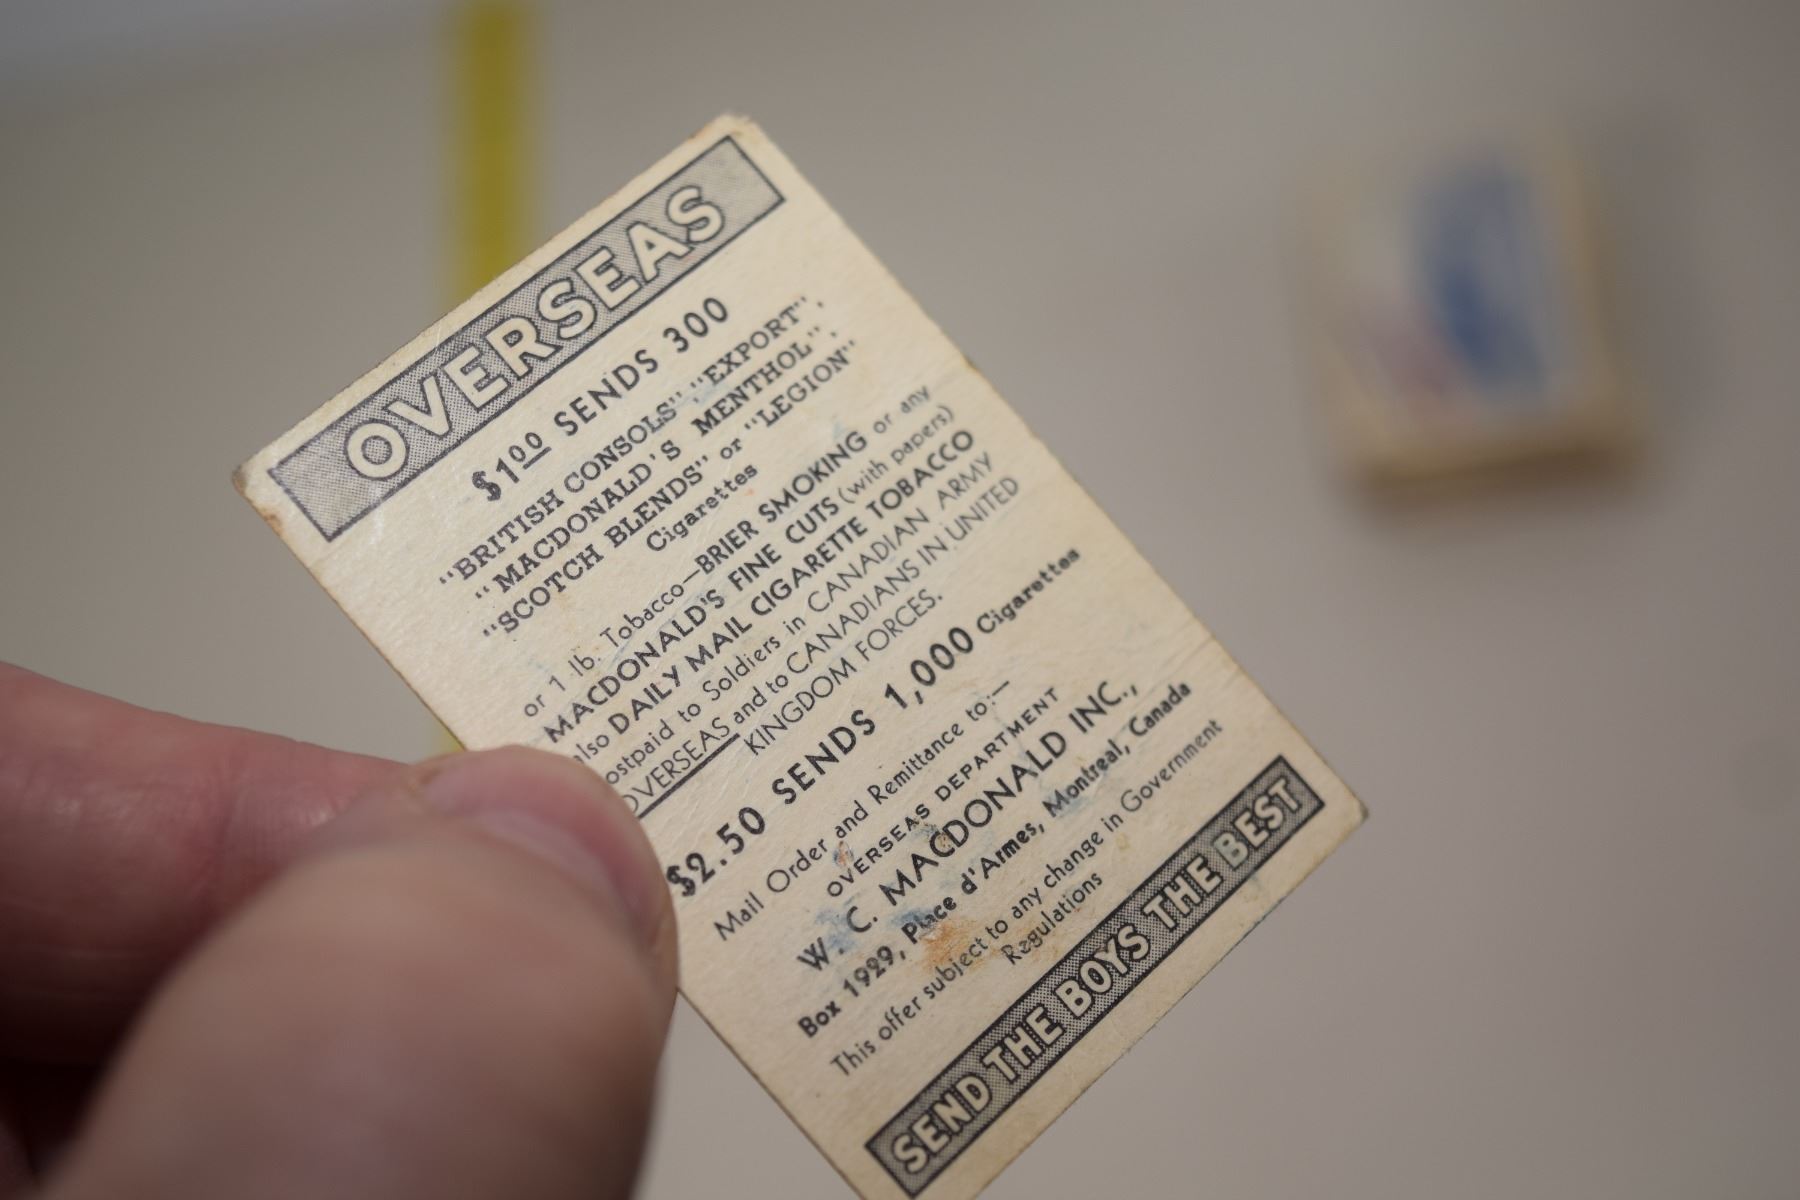 OVERSEAS
$1.00 SENDS 300
"BRITISH CONSOLS" "EXPORT",
"MACDONALD'S MENTHOL",
"SCOTCH BLENDS" or "LEGION"
Cigarettes
or 1 lb. Tobacco—BRIER SMOKING or any
MACDONALD'S FINE CUTS (with papers)
also DAILY MAIL CIGARETTE TOBACCO
ostpaid to Soldiers in CANADIAN ARMY
OVERSEAS and to CANADIANS IN UNITED
KINGDOM FORCES.
$2.50 SENDS 1,000 Cigarettes
Mail Order and Remittance to:—
OVERSEAS DEPARTMENT
W. C. MACDONALD INC.,
Box 1929, Place d'Armes, Montreal, Canada
This offer subject to any change in Government
Regulations
SEND THE BOYS THE BEST